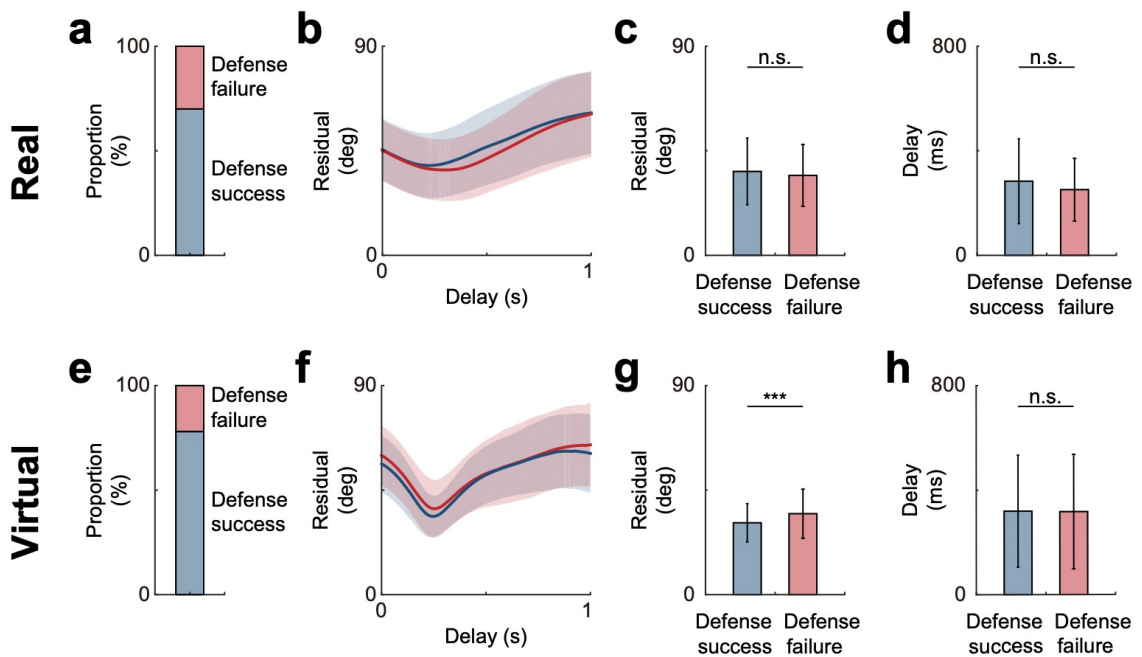 Real
a
100
0
Proportion
(%)
Defense
failure
Defense
success
b
90
0
Residual
(deg)
0
1
Delay (s)
c
90
0
Residual
(deg)
n.s.
Defense
success
Defense
failure
d
800
0
Delay
(ms)
n.s.
Defense
success
Defense
failure
Virtual
e
100
0
Proportion
(%)
Defense
failure
Defense
success
f
90
0
Residual
(deg)
0
1
Delay (s)
g
90
0
Residual
(deg)
***
Defense
success
Defense
failure
h
800
0
Delay
(ms)
n.s.
Defense
success
Defense
failure